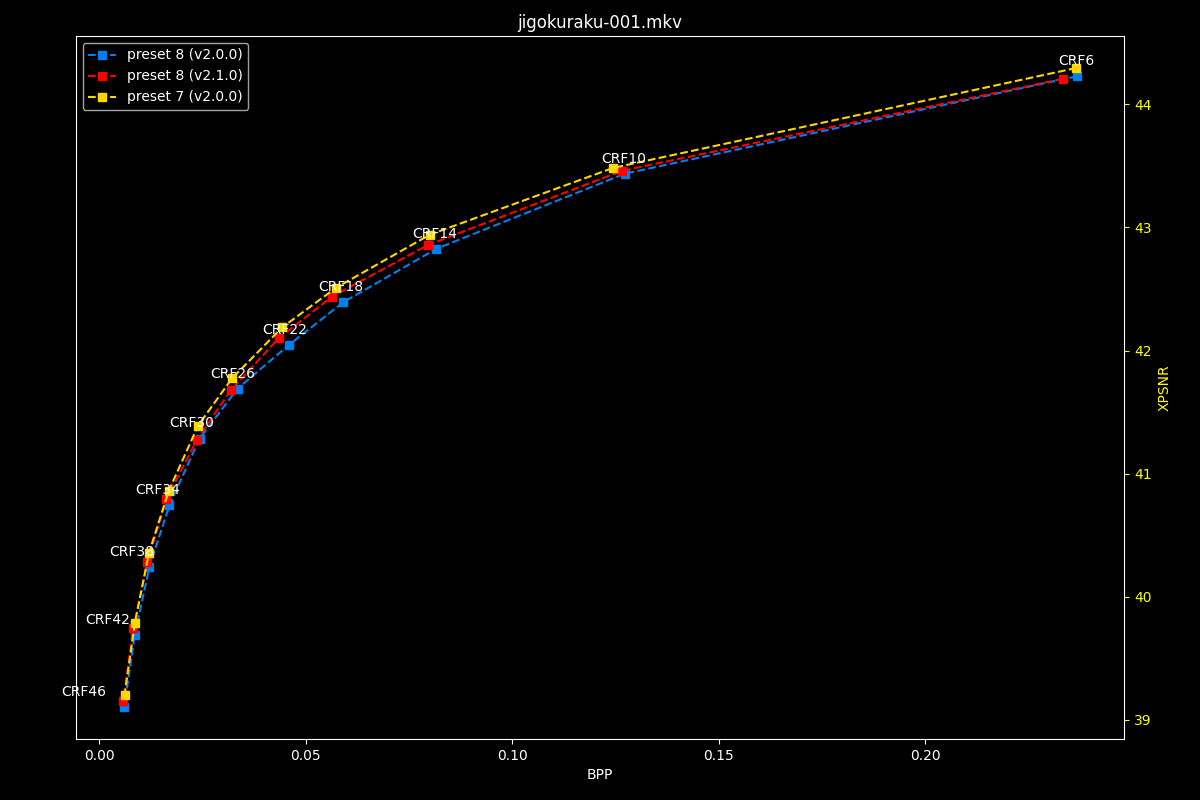 jigokuraku-001.mkv
preset 8 (v2.0.0)
preset 8 (v2.1.0)
preset 7 (v2.0.0)
CRF6
CRF10
CRF14
CRF18
CRF22
CRF26
CRF30
CRF34
CRF38
CRF42
CRF46
44
43
42
41
40
39
XPSNR
0.00 0.05 0.10 0.15 0.20
BPP